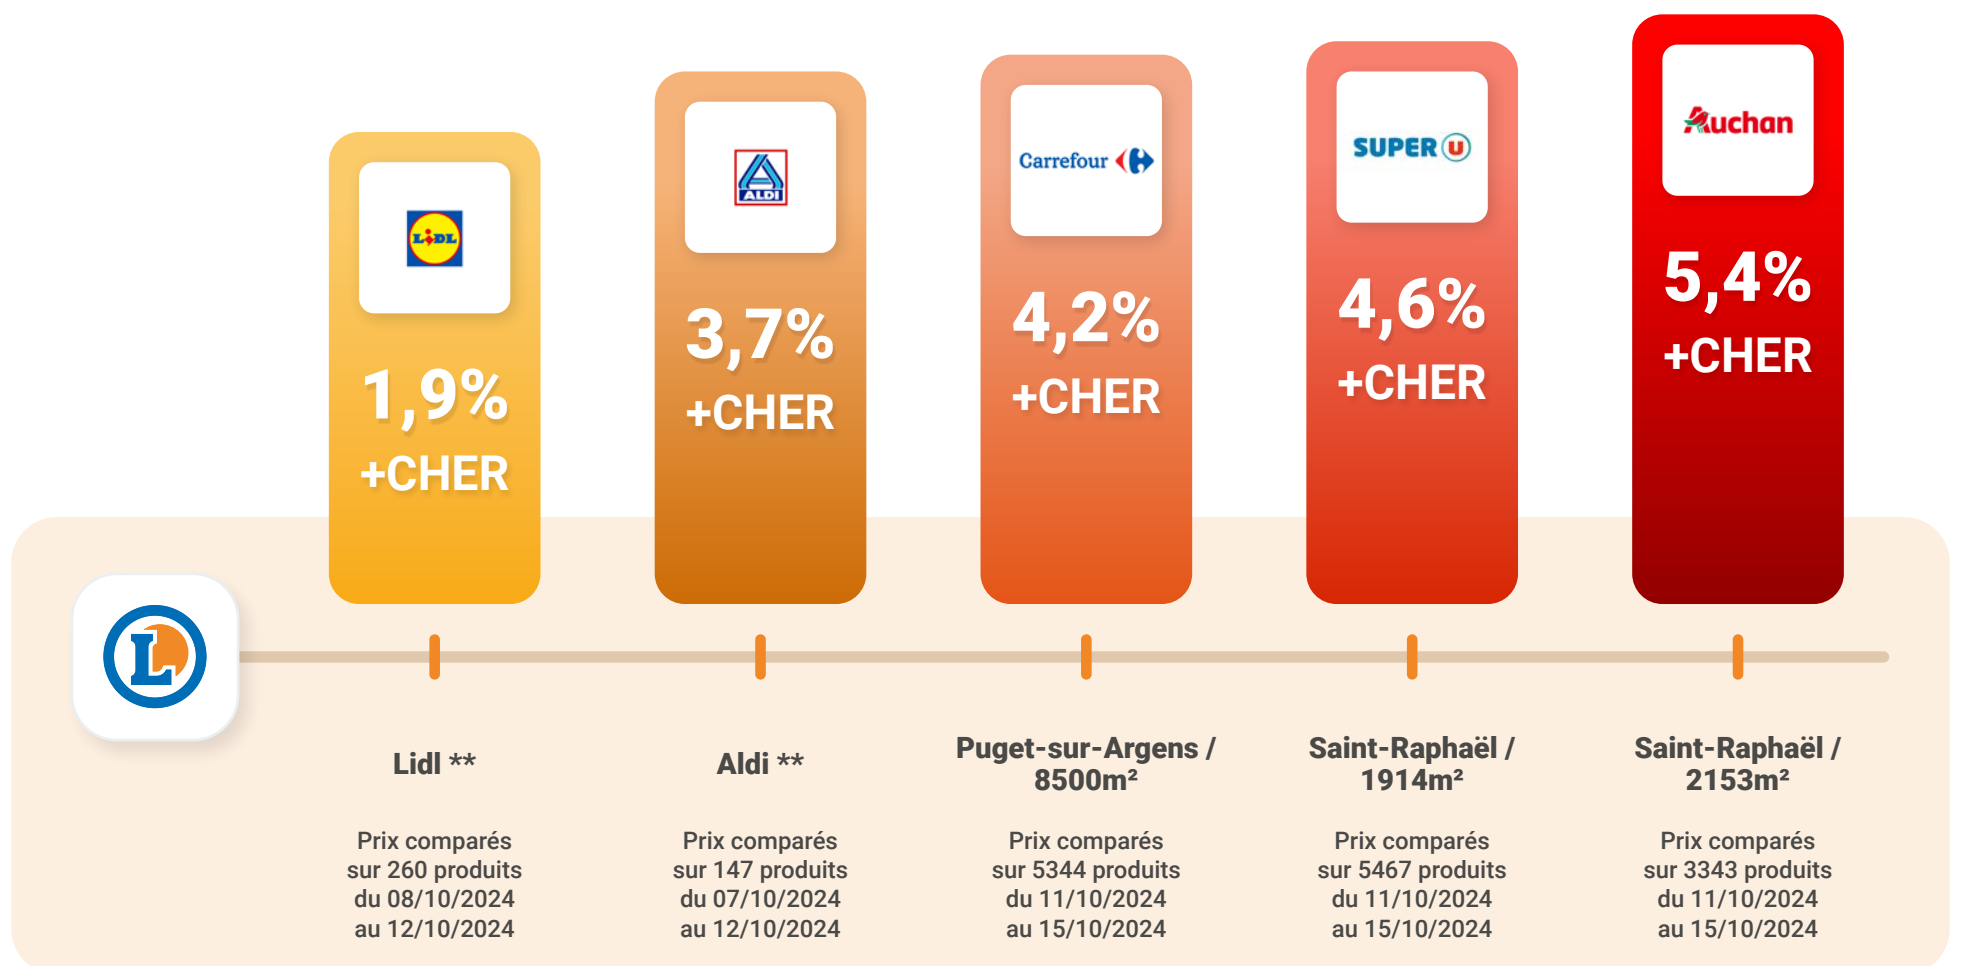 LIDL
1,9%
+CHER
ALDI
3,7%
+CHER
Carrefour
4,2%
+CHER
SUPER U
4,6%
+CHER
Auchan
5,4%
+CHER
L
Lidl **
Prix comparés
sur 260 produits
du 08/10/2024
au 12/10/2024
Aldi **
Prix comparés
sur 147 produits
du 07/10/2024
au 12/10/2024
Puget-sur-Argens /
8500m²
Prix comparés
sur 5344 produits
du 11/10/2024
au 15/10/2024
Saint-Raphaël /
1914m²
Prix comparés
sur 5467 produits
du 11/10/2024
au 15/10/2024
Saint-Raphaël /
2153m²
Prix comparés
sur 3343 produits
du 11/10/2024
au 15/10/2024